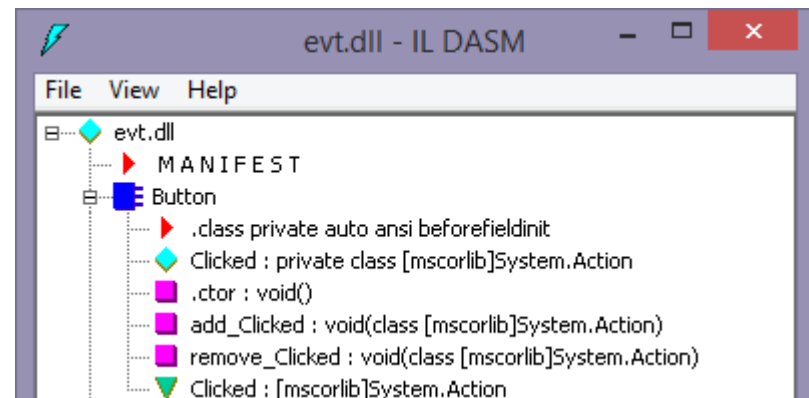 evt.dll - IL DASM
File View Help
evt.dll
M A N I F E S T
Button
.class private auto ansi beforefieldinit
Clicked : private class [mscorlib]System.Action
.ctor : void()
add_Clicked : void(class [mscorlib]System.Action)
remove_Clicked : void(class [mscorlib]System.Action)
Clicked : [mscorlib]System.Action